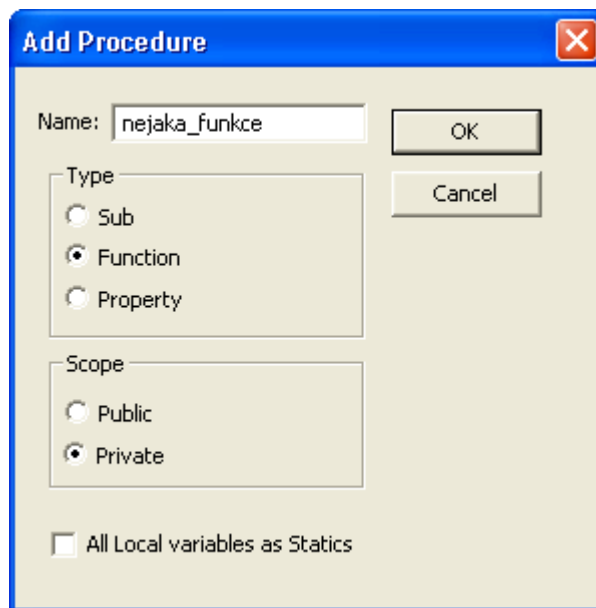 Add Procedure
Name: nejaka_funkce
OK
Type
Cancel
Sub
Function
Property
Scope
Public
Private
All Local variables as Statics